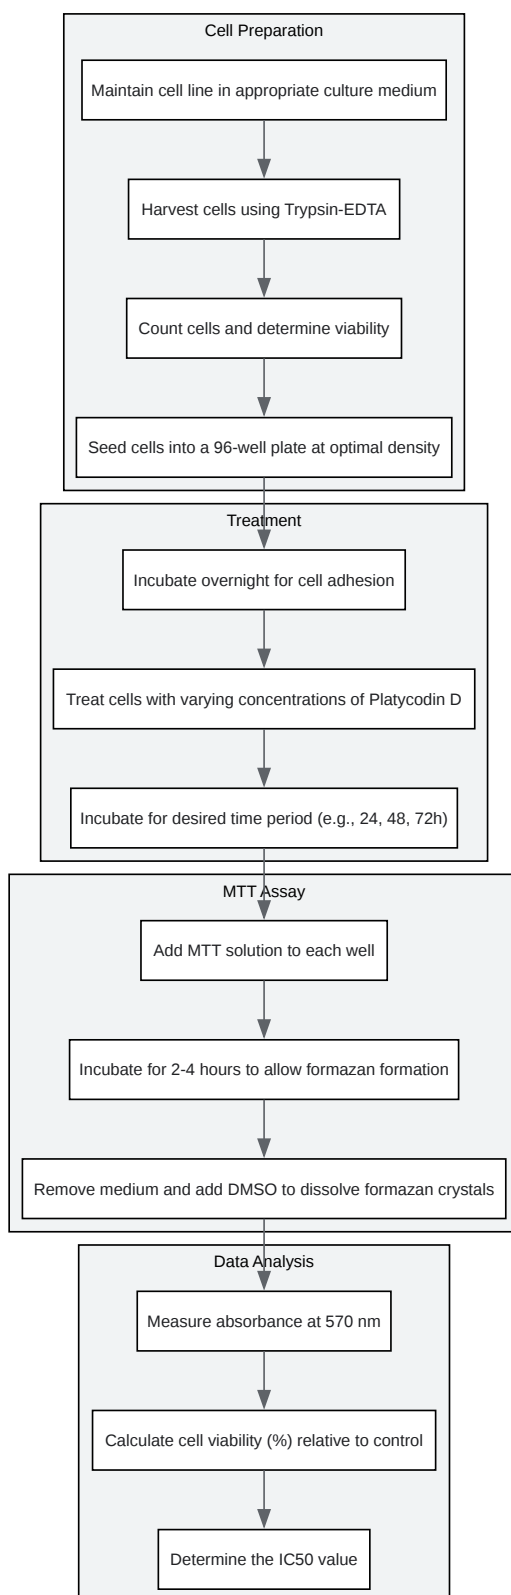 Cell Preparation
Maintain cell line in appropriate culture medium
Harvest cells using Trypsin-EDTA
Count cells and determine viability
Seed cells into a 96-well plate at optimal density
Treatment
Incubate overnight for cell adhesion
Treat cells with varying concentrations of Platycodin D
Incubate for desired time period (e.g., 24, 48, 72h)
MTT Assay
Add MTT solution to each well
Incubate for 2-4 hours to allow formazan formation
Remove medium and add DMSO to dissolve formazan crystals
Data Analysis
Measure absorbance at 570 nm
Calculate cell viability (%) relative to control
Determine the IC50 value